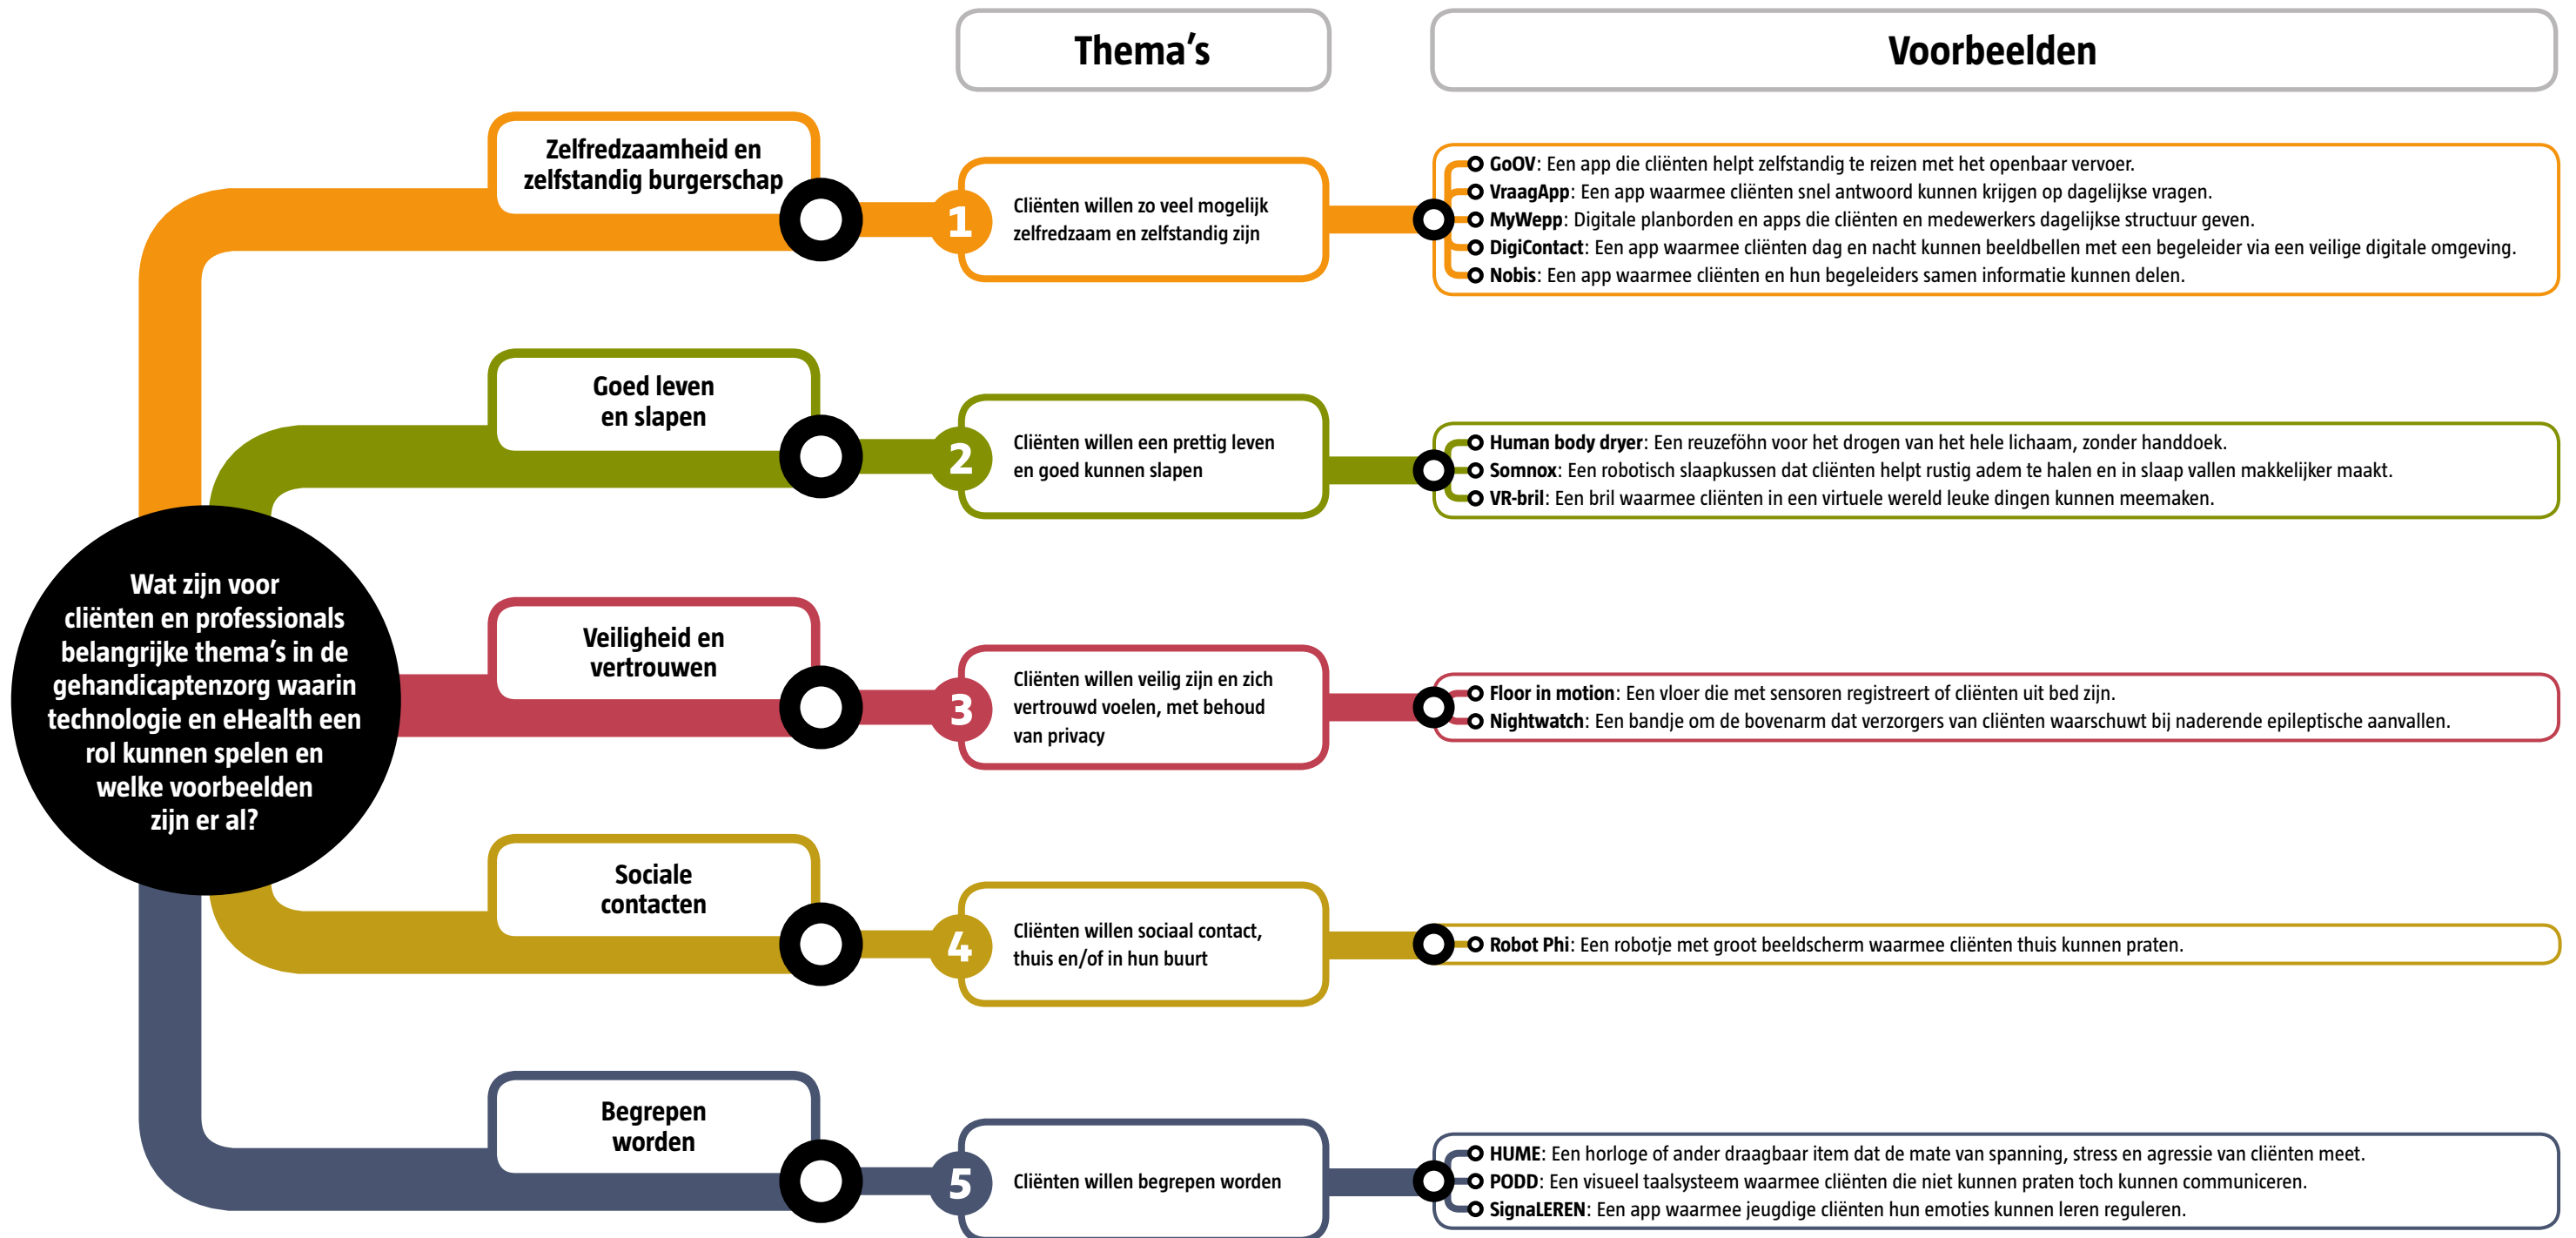 Thema's
Voorbeelden
Wat zijn voor
cliënten en professionals
belangrijke thema's in de
gehandicaptenzorg waarin
technologie en eHealth een
rol kunnen spelen en
welke voorbeelden
zijn er al?
Zelfredzaamheid en
zelfstandig burgerschap
1
Cliënten willen zo veel mogelijk
zelfredzaam en zelfstandig zijn
GoOV: Een app die cliënten helpt zelfstandig te reizen met het openbaar vervoer.
VraagApp: Een app waarmee cliënten snel antwoord kunnen krijgen op dagelijkse vragen.
MyWepp: Digitale planborden en apps die cliënten en medewerkers dagelijkse structuur geven.
DigiContact: Een app waarmee cliënten dag en nacht kunnen beeldbellen met een begeleider via een veilige digitale omgeving.
Nobis: Een app waarmee cliënten en hun begeleiders samen informatie kunnen delen.
Goed leven
en slapen
2
Cliënten willen een prettig leven
en goed kunnen slapen
Human body dryer: Een reuzeföhn voor het drogen van het hele lichaam, zonder handdoek.
Somnox: Een robotisch slaapkussen dat cliënten helpt rustig adem te halen en in slaap vallen makkelijker maakt.
VR-bril: Een bril waarmee cliënten in een virtuele wereld leuke dingen kunnen meemaken.
Veiligheid en
vertrouwen
3
Cliënten willen veilig zijn en zich
vertrouwd voelen, met behoud
van privacy
Floor in motion: Een vloer die met sensoren registreert of cliënten uit bed zijn.
Nightwatch: Een bandje om de bovenarm dat verzorgers van cliënten waarschuwt bij naderende epileptische aanvallen.
Sociale
contacten
4
Cliënten willen sociaal contact,
thuis en/of in hun buurt
Robot Phi: Een robotje met groot beeldscherm waarmee cliënten thuis kunnen praten.
Begrepen
worden
5
Cliënten willen begrepen worden
HUME: Een horloge of ander draagbaar item dat de mate van spanning, stress en agressie van cliënten meet.
PODD: Een visueel taalsysteem waarmee cliënten die niet kunnen praten toch kunnen communiceren.
SignaLEREN: Een app waarmee jeugdige cliënten hun emoties kunnen leren reguleren.